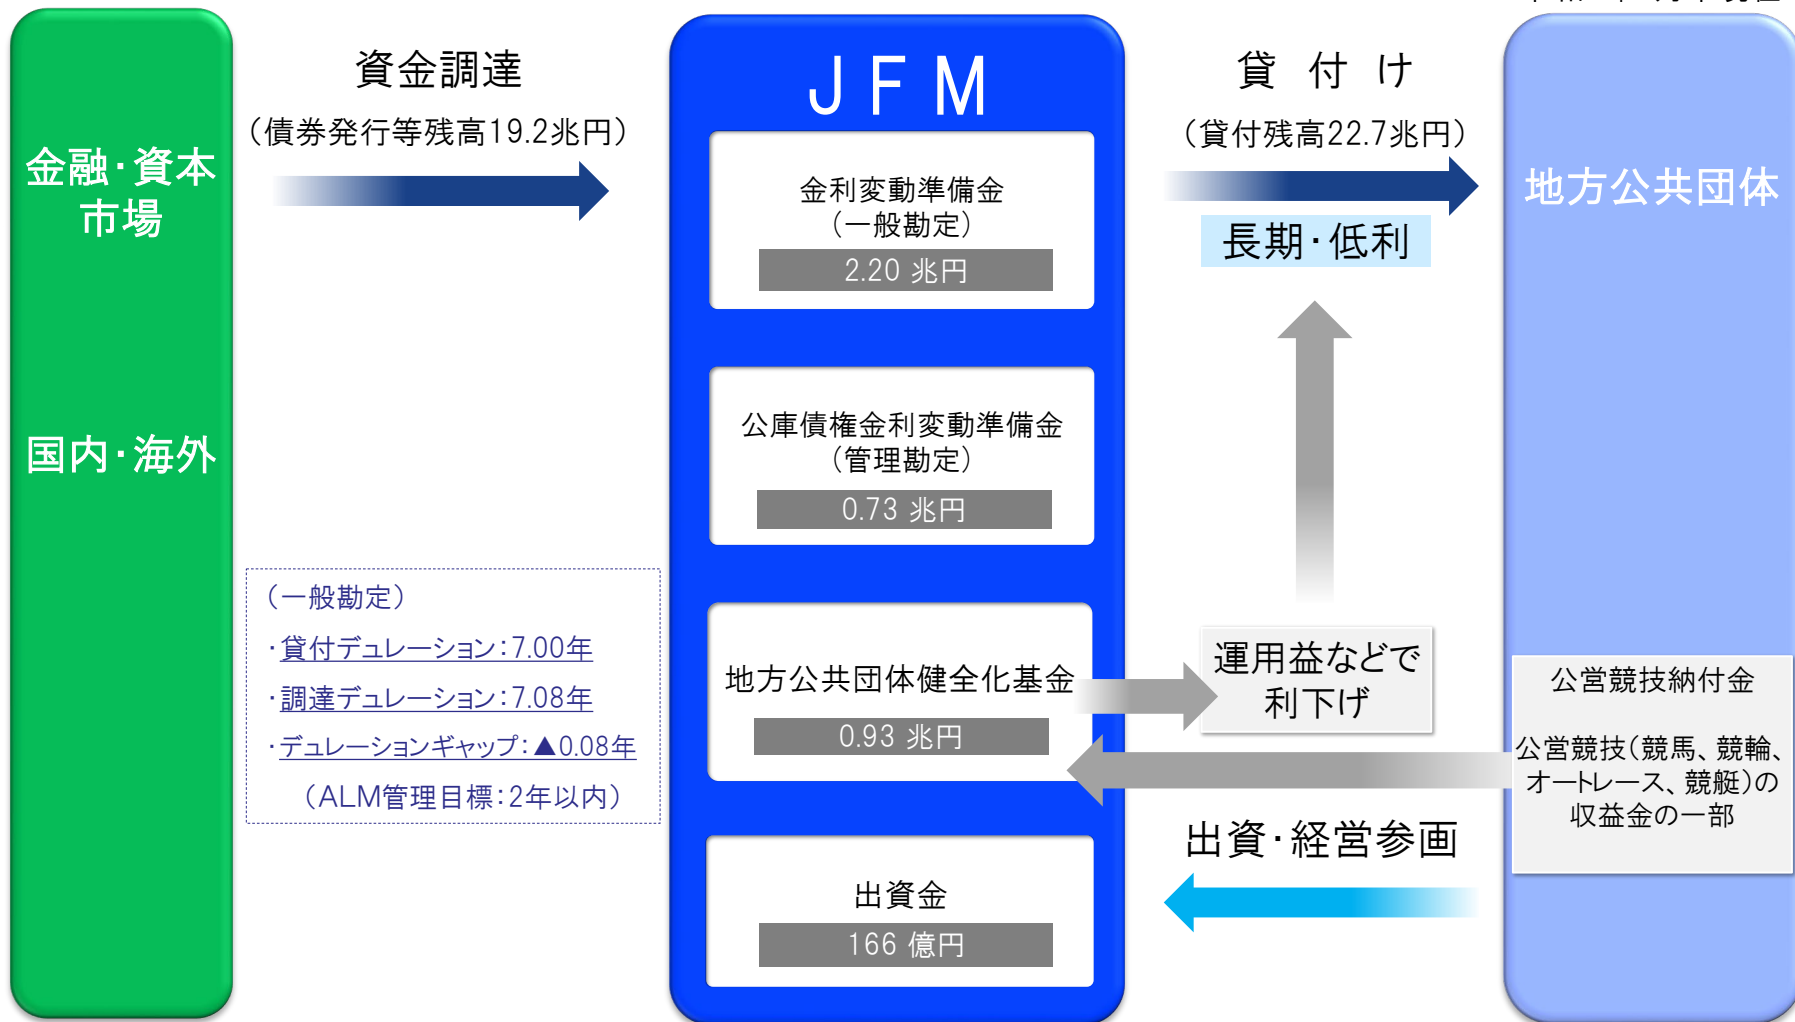 金融・資本
市場
国内・海外
資金調達
（債券発行等残高19.2兆円）
（一般勘定）
・貸付デュレーション：7.00年
・調達デュレーション：7.08年
・デュレーションギャップ：▲0.08年
（ALM管理目標：2年以内）
ＪＦＭ
金利変動準備金
（一般勘定）
2.20 兆円
公庫債権金利変動準備金
（管理勘定）
0.73 兆円
地方公共団体健全化基金
0.93 兆円
出資金
166 億円
貸 付 け
（貸付残高22.7兆円）
長期・低利
運用益などで
利下げ
出資・経営参画
地方公共団体
公営競技納付金
公営競技（競馬、競輪、
オートレース、競艇）の
収益金の一部